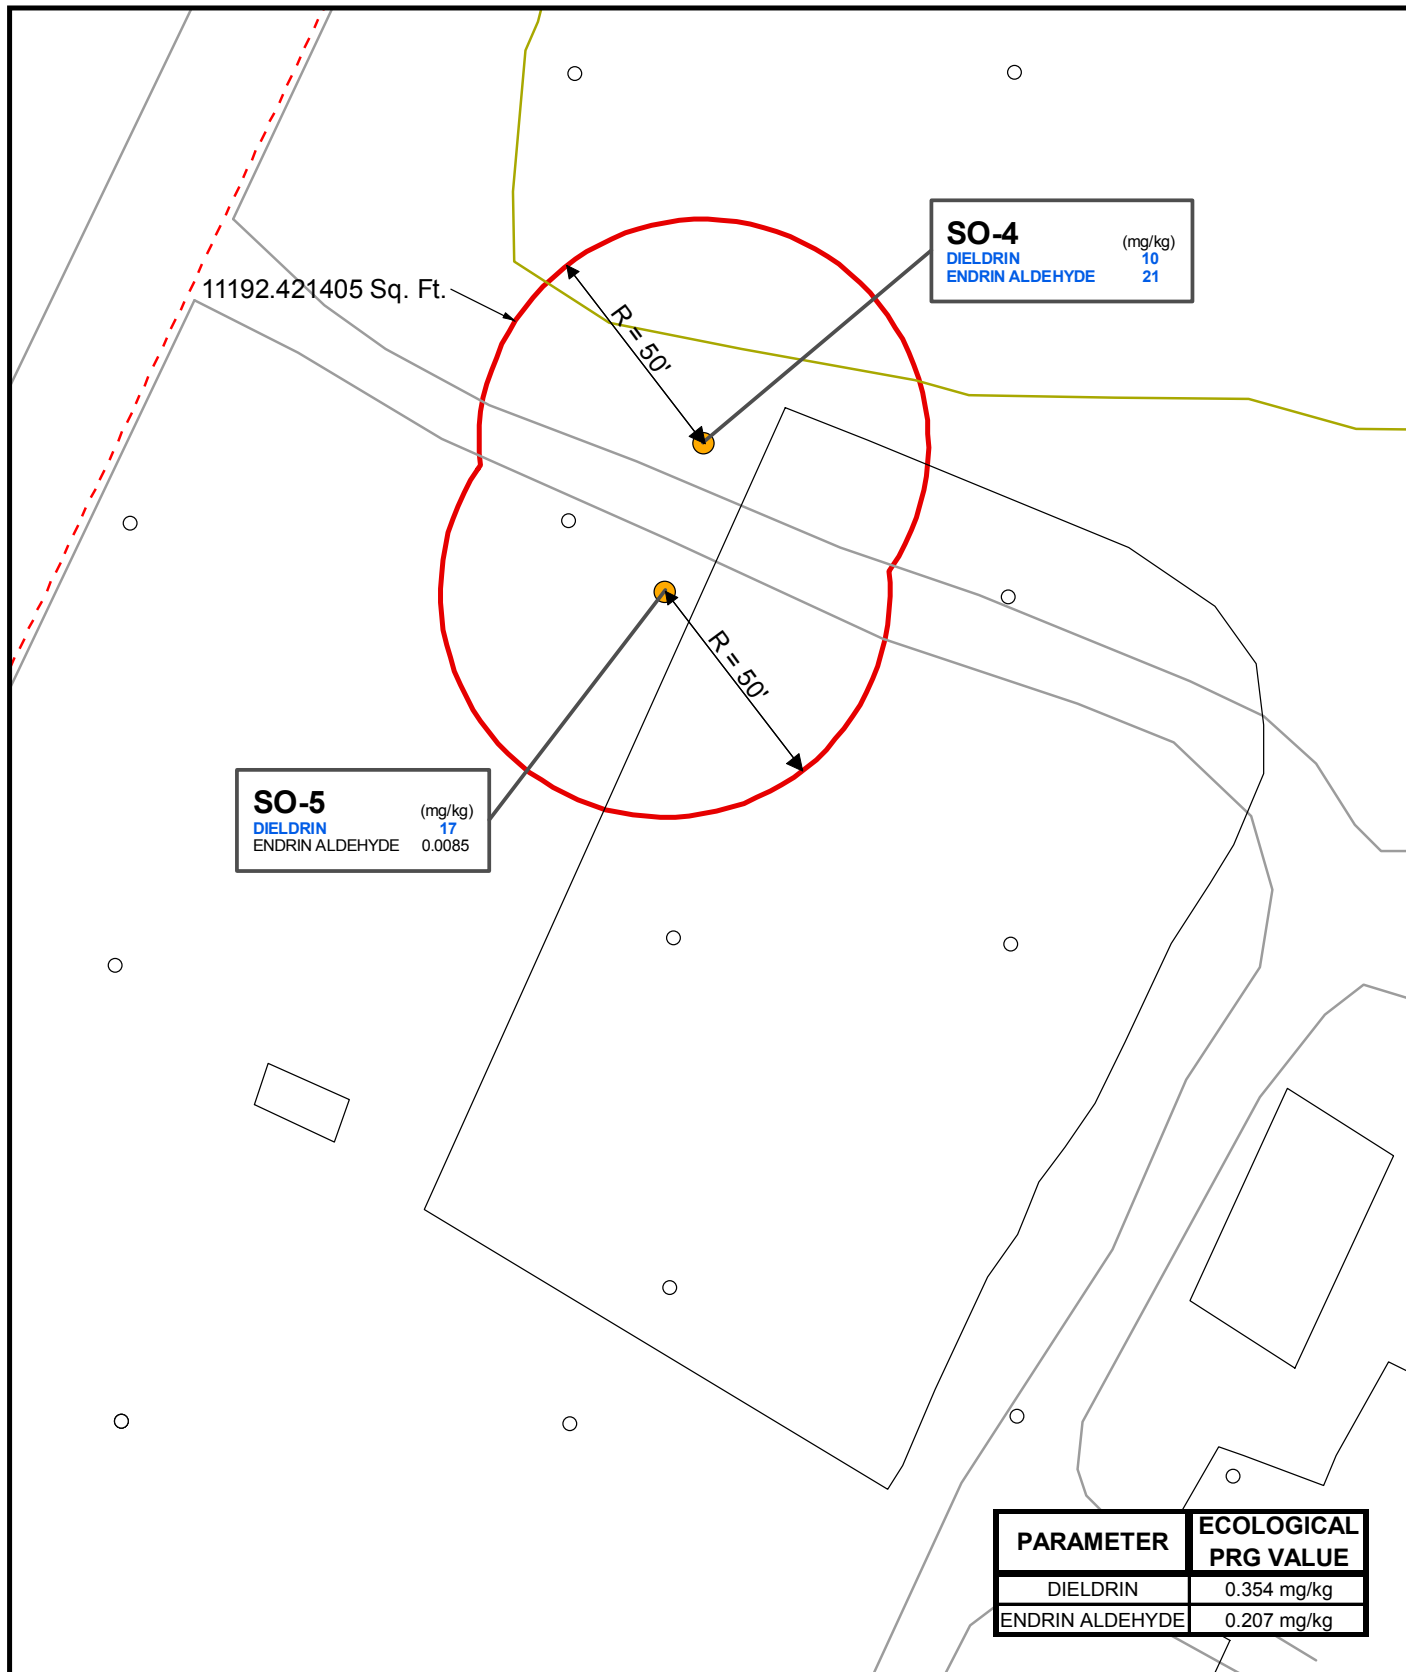 SO-4 (mg/kg)
DIELDRIN 10
ENDRIN ALDEHYDE 21
11192.421405 Sq. Ft.
R = 50'
R = 50'
SO-5 (mg/kg)
DIELDRIN 17
ENDRIN ALDEHYDE 0.0085
PARAMETER ECOLOGICAL
PRG VALUE
DIELDRIN 0.354 mg/kg
ENDRIN ALDEHYDE 0.207 mg/kg